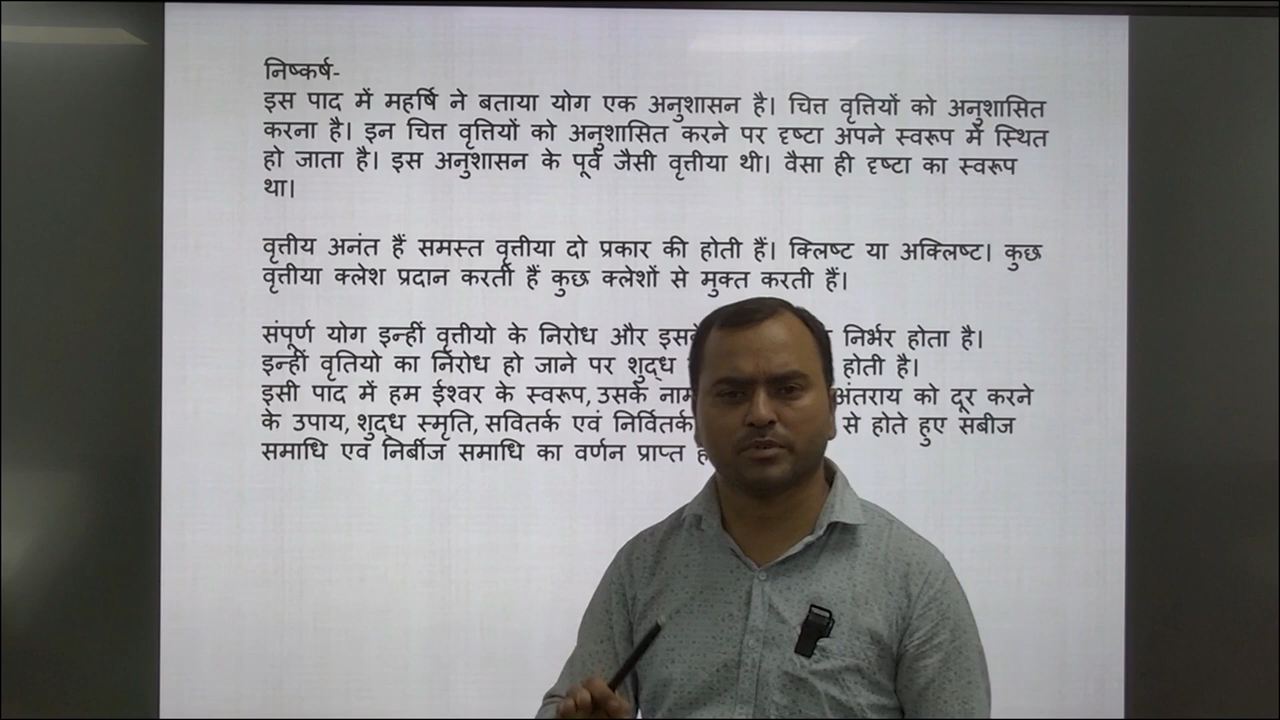 निष्कर्ष-
इस पाद में महर्षि ने बताया योग एक अनुशासन है। चित्त वृत्तियों को अनुशासित
करना है। इन चित्त वृत्तियों को अनुशासित करने पर दृष्टा अपने स्वरूप में स्थित
हो जाता है। इस अनुशासन के पूर्व जैसी वृत्तीया थी। वैसा ही दृष्टा का स्वरूप
था।
वृत्तीय अनंत हैं समस्त वृत्तीया दो प्रकार की होती हैं। क्लिष्ट या अक्लिष्ट। कुछ
वृत्तीया क्लेश प्रदान करती हैं कुछ क्लेशों से मुक्त करती हैं।
संपूर्ण योग इन्हीं वृत्तीयो के निरोध और निर्भर होता है।
इन्हीं वृतियो का निरोध हो जाने पर शुद्ध होती है।
इसी पाद में हम ईश्वर के स्वरूप, उसके अंतराय को दूर करने
के उपाय, शुद्ध स्मृति, सवितर्क एवं निर्वितर्क से होते हुए सबीज
समाधि एवं निर्बीज समाधि का वर्णन प्राप्त